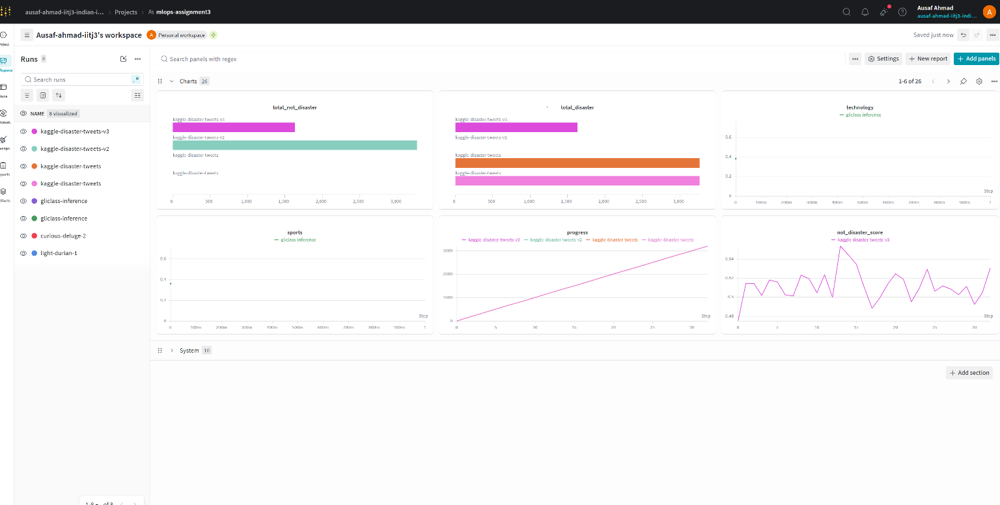 ausaf-ahmad-iitj3-indian-i... > Projects > mlops-assignment3
Ausaf Ahmad
ausaf-ahmad-iitj3-indi...
A
Ausaf-ahmad-iitj3's workspace A Personal workspace
Saved just now
Runs 8
Search runs .*
NAME 8 visualized
kaggle-disaster-tweets-v3
kaggle-disaster-tweets-v2
kaggle-disaster-tweets
kaggle-disaster-tweets
gliclass-inference
gliclass-inference
curious-deluge-2
light-durian-1
Search panels with regex
Settings
+ New report
+ Add panels
Charts 26
1-6 of 26
total_not_disaster
kaggle-disaster-tweets-v3
kaggle-disaster-tweets-v2
kaggle-disaster-tweets
kaggle-disaster-tweets
0 500 1,000 1,500 2,000 2,500 3,000
total_disaster
kaggle-disaster-tweets-v3
kaggle-disaster-tweets-v2
kaggle-disaster-tweets
kaggle-disaster-tweets
0 500 1,000 1,500 2,000 2,500 3,000
technology
gliclass-inference
0.6
0.4
0.2
0
Step
0 100m 200m 300m 400m 500m 600m 700m 800m 900m 1
sports
gliclass-inference
0.6
0.4
0.2
0
Step
0 100m 200m 300m 400m 500m 600m 700m 800m 900m 1
progress
kaggle-disaster-tweets-v3 kaggle-disaster-tweets-v2 kaggle-disaster-tweets kaggle-disaster-tweets
3000
2000
1000
0
Step
0 5 10 15 20 25 30
not_disaster_score
kaggle-disaster-tweets-v3
0.54
0.52
0.5
0.48
Step
0 5 10 15 20 25 30
System 10
+ Add section